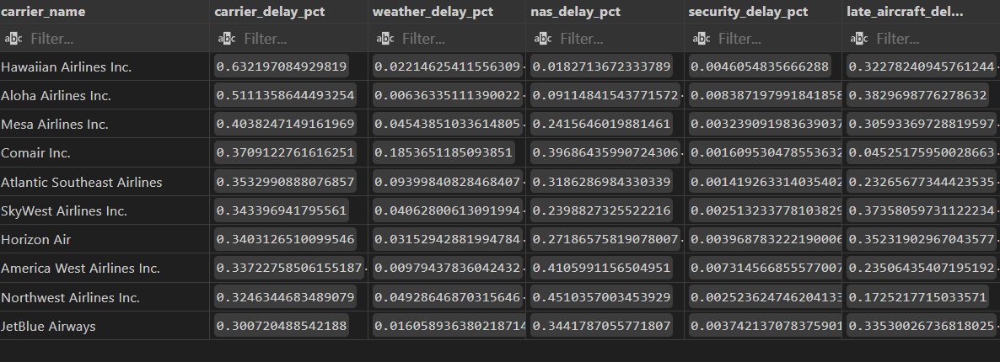 carrier_name carrier_delay_pct weather_delay_pct nas_delay_pct security_delay_pct late_aircraft_del...
abc Filter... abc Filter... abc Filter... abc Filter... abc Filter... abc Filter...
Hawaiian Airlines Inc. 0.632197084929819 0.02214625411556309 0.0182713672333789 0.0046054835666288 0.32278240945761244
Aloha Airlines Inc. 0.5111358644493254 0.00636335111390022 0.09114841543771572 0.008387197991841858 0.3829698776278632
Mesa Airlines Inc. 0.4038247149161969 0.04543851033614805 0.2415646019881461 0.003239091983639037 0.30593369728819597
Comair Inc. 0.3709122761616251 0.1853651185093851 0.39686435990724306 0.001609530478553632 0.04525175950028663
Atlantic Southeast Airlines 0.3532990888076857 0.09399840828468407 0.3186286984330339 0.001419263314035402 0.23265677344423535
SkyWest Airlines Inc. 0.343396941795561 0.04062800613091994 0.2398827325522216 0.002513233778103829 0.37358059731122234
Horizon Air 0.3403126510099546 0.03152942881994784 0.27186575819078007 0.003968783222190006 0.35231902967043577
America West Airlines Inc. 0.33722758506155187 0.00979437836042432 0.4105991156504951 0.007314566855577007 0.23506435407195192
Northwest Airlines Inc. 0.3246344683489079 0.04928646870315646 0.4510357003453929 0.002523624746204133 0.1725217715033571
JetBlue Airways 0.300720488542188 0.016058936380218714 0.3441787055771807 0.003742137078375901 0.33530026736818025